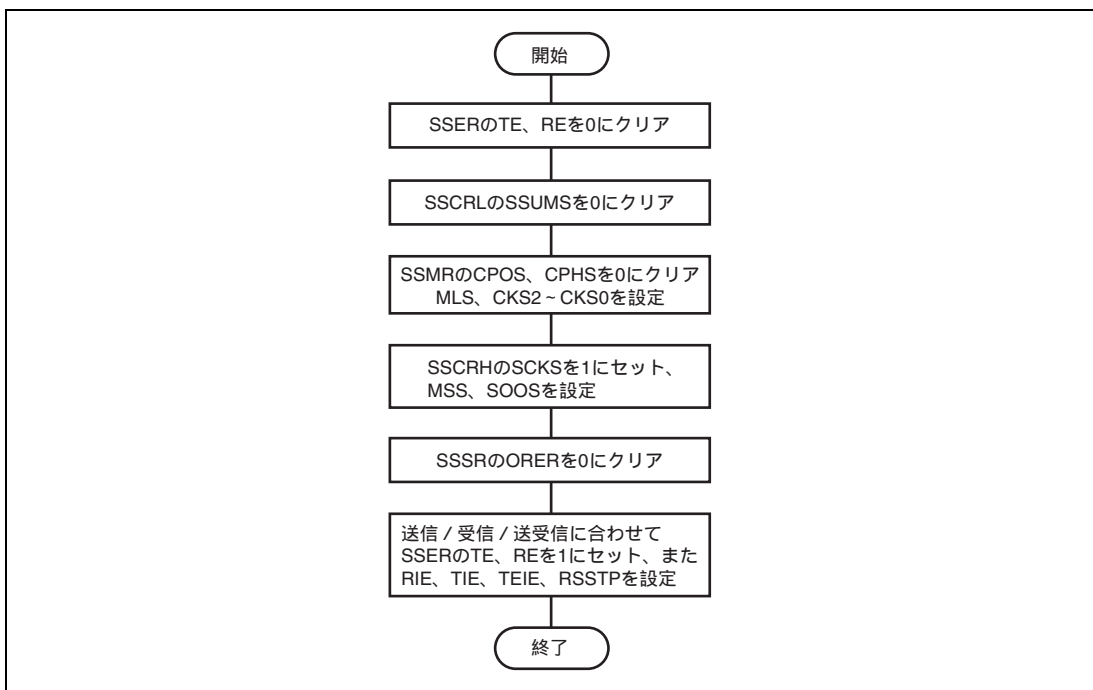 開始
SSERのTE、REを0にクリア
SSCRLのSSUMSを0にクリア
SSMRのCPOS、CPHSを0にクリア
MLS、CKS2~CKS0を設定
SSCRHのSCKSを1にセット、
MSS、SOOSを設定
SSSRのORERを0にクリア
送信/受信/送受信に合わせて
SSERのTE、REを1にセット、また
RIE、TIE、TEIE、RSSTPを設定
終了